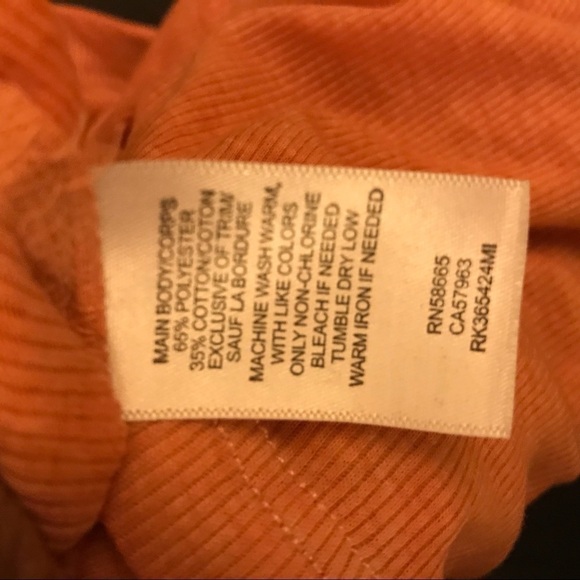 MAIN BODY/CORPS
65% POLYESTER
35% COTTON/COTON
EXCLUSIVE OF TRIM/
SAUF LA BORDURE
MACHINE WASH WARM,
WITH LIKE COLORS
ONLY NON-CHLORINE
BLEACH IF NEEDED
TUMBLE DRY LOW
WARM IRON IF NEEDED
RN58665
CA57963
RK365424MI